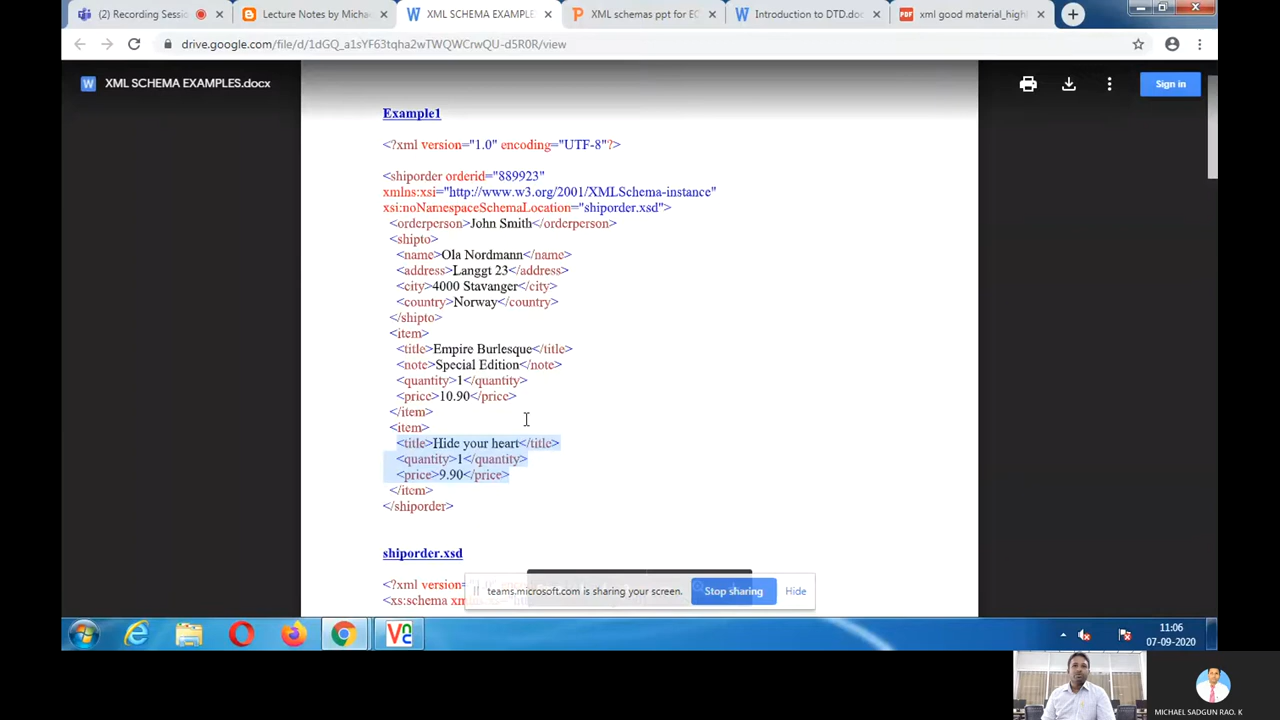 (2) Recording Sessi
Lecture Notes by Michae
XML SCHEMA EXAMPLE
XML schemas ppt for EC
Introduction to DTD.doc
xml good material_highl
drive.google.com/file/d/1dGQ_a1sYF63tqha2wTWQWCrwQU-d5R0R/view
XML SCHEMA EXAMPLES.docx
Sign in
Example1
<?xml version="1.0" encoding="UTF-8"?>
<shiporder orderid="889923"
xmlns:xsi="http://www.w3.org/2001/XMLSchema-instance"
xsi:noNamespaceSchemaLocation="shiporder.xsd">
<orderperson>John Smith</orderperson>
<shipto>
<name>Ola Nordmann</name>
<address>Langgt 23</address>
<city>4000 Stavanger</city>
<country>Norway</country>
</shipto>
<item>
<title>Empire Burlesque</title>
<note>Special Edition</note>
<quantity>1</quantity>
<price>10.90</price>
</item>
<item>
<title>Hide your heart</title>
<quantity>1</quantity>
<price>9.90</price>
</item>
</shiporder>
shiporder.xsd
<?xml version=
<xs:schema
teams.microsoft.com is sharing your screen.
Stop sharing
Hide
11:06
07-09-2020
MICHAEL SADGUN RAO. K